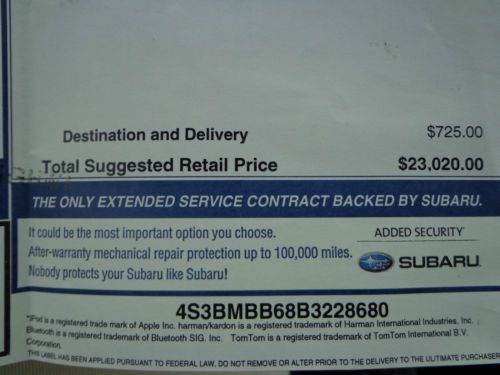 Destination and Delivery $725.00
Total Suggested Retail Price $23,020.00
THE ONLY EXTENDED SERVICE CONTRACT BACKED BY SUBARU.
It could be the most important option you choose.
After-warranty mechanical repair protection up to 100,000 miles.
Nobody protects your Subaru like Subaru!
ADDED SECURITY
SUBARU
4S3BMBB68B3228680
*iPod is a registered trade mark of Apple Inc. harman/kardon is a registered trademark of Harman International Industries, Inc.
Bluetooth is a registered trademark of Bluetooth SIG. Inc. TomTom is a registered trademark of TomTom International B.V.
Corporation.
THIS LABEL HAS BEEN APPLIED PURSUANT TO FEDERAL LAW, DO NOT REMOVE OR ALTER PRIOR TO THE DELIVERY TO THE ULTIMATE PURCHASER